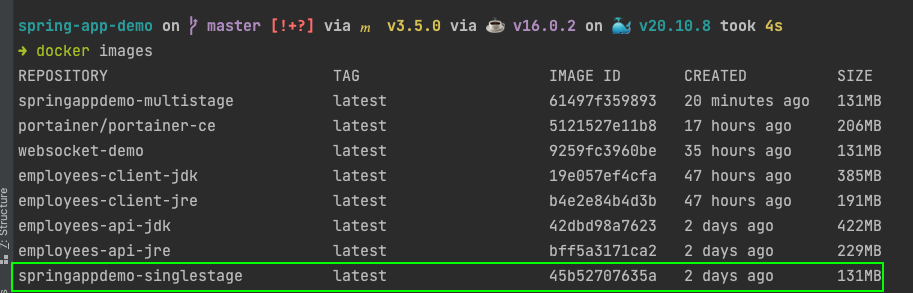 spring-app-demo on master [!+?] via m v3.5.0 via v16.0.2 on v20.10.8 took 4s
→ docker images
REPOSITORY TAG IMAGE ID CREATED SIZE
springappdemo-multistage latest 61497f359893 20 minutes ago 131MB
portainer/portainer-ce latest 5121527e11b8 17 hours ago 206MB
websocket-demo latest 9259fc3960be 35 hours ago 131MB
employees-client-jdk latest 19e057ef4cfa 47 hours ago 385MB
employees-client-jre latest b4e2e84b4d3b 47 hours ago 191MB
employees-api-jdk latest 42dbd98a7623 2 days ago 422MB
employees-api-jre latest bff5a3171ca2 2 days ago 229MB
springappdemo-singlestage latest 45b52707635a 2 days ago 131MB
7: Structure